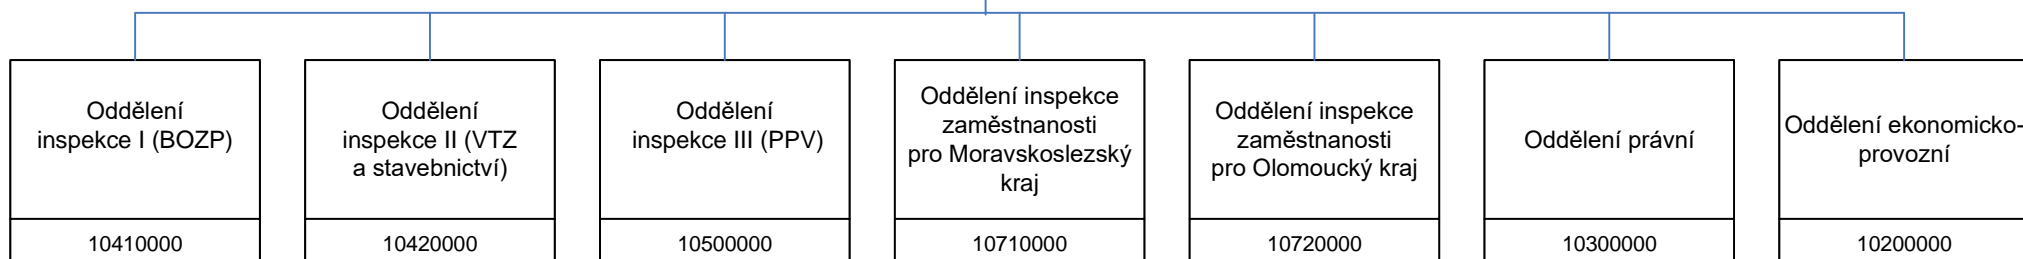 Oddělení
inspekce I (BOZP)
10410000
Oddělení
inspekce II (VTZ
a stavebnictví)
10420000
Oddělení
inspekce III (PPV)
10500000
Oddělení inspekce
zaměstnanosti
pro Moravskoslezský
kraj
10710000
Oddělení inspekce
zaměstnanosti
pro Olomoucký kraj
10720000
Oddělení právní
10300000
Oddělení ekonomicko-
provozní
10200000